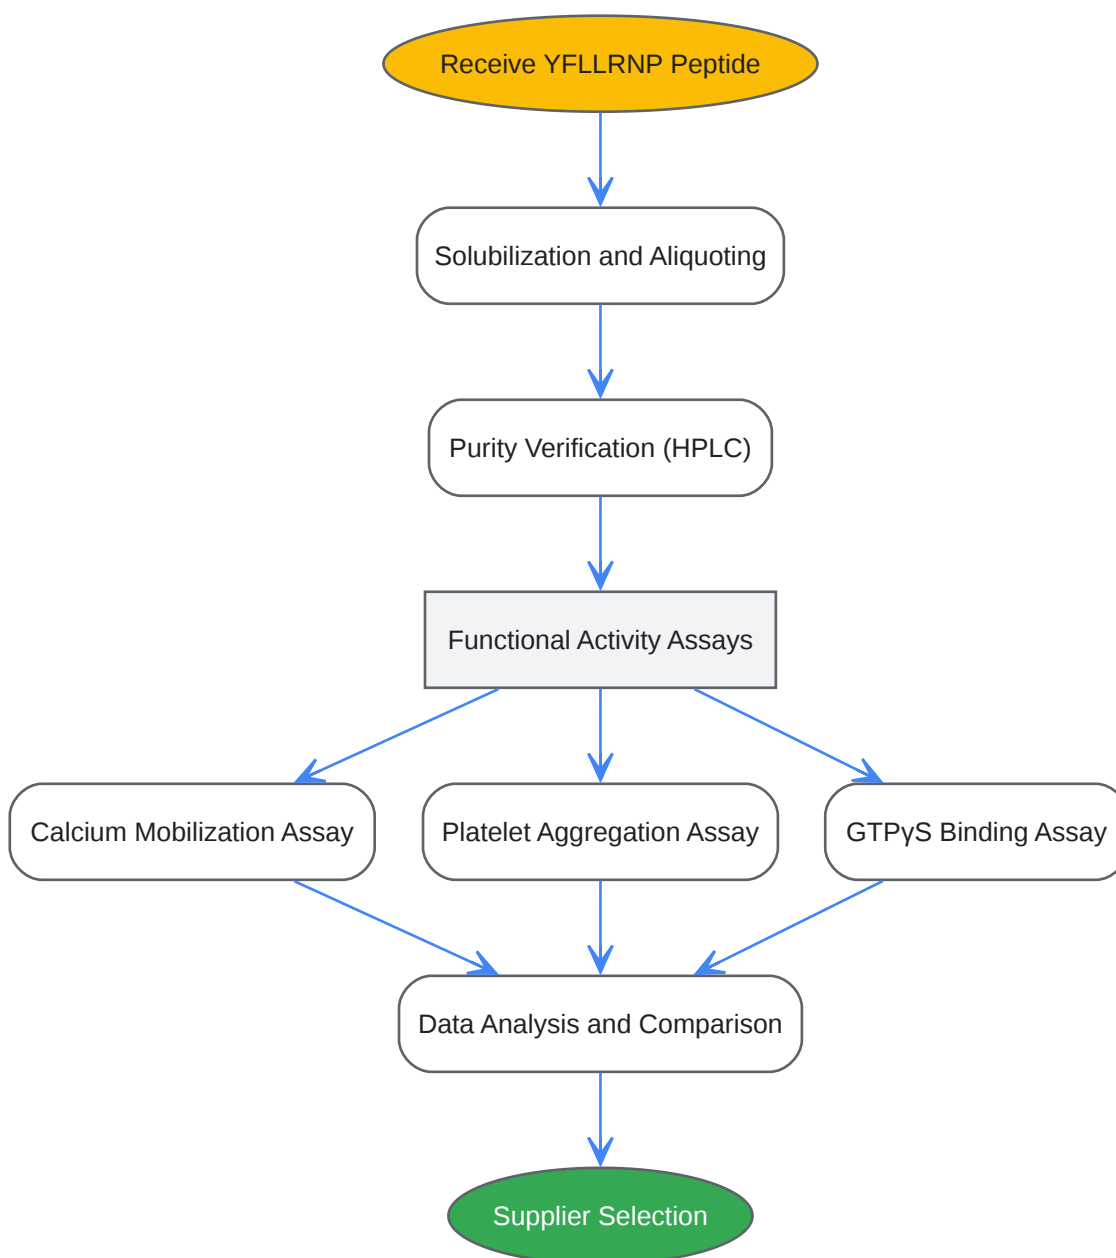 Receive YFLLRNP Peptide
Solubilization and Aliquoting
Purity Verification (HPLC)
Functional Activity Assays
Calcium Mobilization Assay
Platelet Aggregation Assay
GTPγS Binding Assay
Data Analysis and Comparison
Supplier Selection